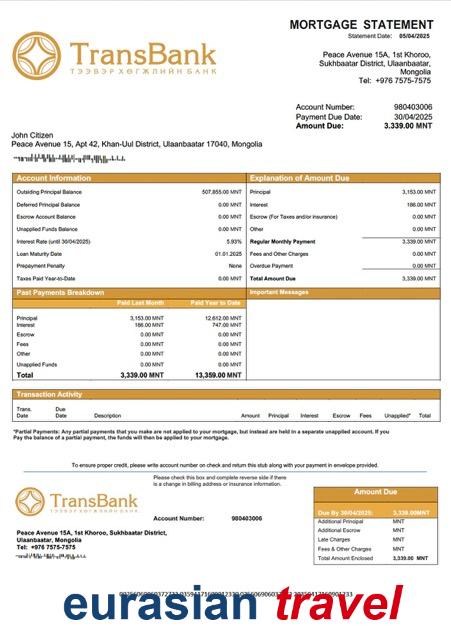 MORTGAGE STATEMENT
Statement Date: 05/04/2025
TransBank
ТЭЭВЭР ХӨГЖЛИЙН БАНК
Peace Avenue 15A, 1st Khoroo,
Sukhbaatar District, Ulaanbaatar,
Mongolia
Tel: +976 7575-7575
Account Number: 980403006
Payment Due Date: 30/04/2025
Amount Due: 3,339.00 MNT
John Citizen
Peace Avenue 15, Apt 42, Khan-Uul District, Ulaanbaatar 17040, Mongolia
Account Information
Outsiding Principal Balance 507,855.00 MNT
Deferred Principal Balance 0.00 MNT
Escrow Account Balance 0.00 MNT
Unapplied Funds Balance 0.00 MNT
Interest Rate (until 30/04/2025) 5.93%
Loan Maturity Date 01.01.2025
Prepayment Penalty None
Taxes Paid Year-to-Date 0.00 MNT
Explanation of Amount Due
Principal 3,153.00 MNT
Interest 186.00 MNT
Escrow (For Taxes and/or insurance) 0.00 MNT
Other 0.00 MNT
Regular Monthly Payment 3,339.00 MNT
Fees and Other Charges 0.00 MNT
Overdue Payment 0.00 MNT
Total Amount Due 3,339.00 MNT
Past Payments Breakdown
Paid Last Month Paid Year to Date
Principal 3,153.00 MNT 12,612.00 MNT
Interest 186.00 MNT 747.00 MNT
Escrow 0.00 MNT 0.00 MNT
Fees 0.00 MNT 0.00 MNT
Other 0.00 MNT 0.00 MNT
Unapplied Funds 0.00 MNT 0.00 MNT
Total 3,339.00 MNT 13,359.00 MNT
Important Messages
Transaction Activity
Trans. Date Due Date Description Amount Principal Interest Escrow Fees Unapplied* Total
*Partial Payments: Any partial payments that you make are not applied to your mortgage, but instead are held in a separate unapplied account. If you
Pay the balance of a partial payment, the funds will then be applied to your mortgage.
To ensure proper credit, please write account number on check and return this stub along with your payment in envelope provided.
Please check this box and complete reverse side if there
is a change in billing address or insurance information.
TransBank
ТЭЭВЭР ХӨГЖЛИЙН БАНК
Account Number: 980403006
Peace Avenue 15A, 1st Khoroo, Sukhbaatar District,
Ulaanbaatar, Mongolia
Tel: +976 7575-7575
Amount Due
Due By 30/04/2025: 3,339.00MNT
Additional Principal MNT
Additional Escrow MNT
Late Charges MNT
Fees & Other Charges MNT
Total Amount Enclosed 3,339.00 MNT
eurasian travel